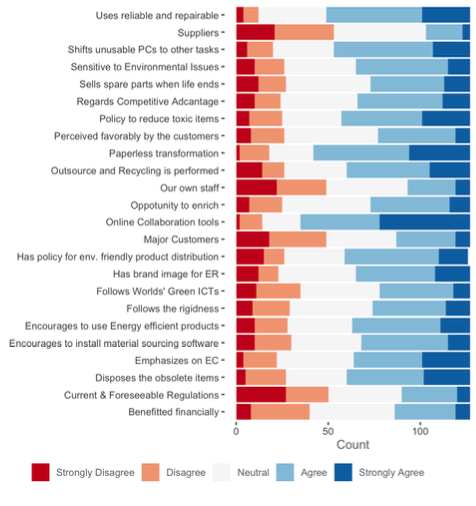 Uses reliable and repairable
Suppliers
Shifts unusable PCs to other tasks
Sensitive to Environmental Issues
Sells spare parts when life ends
Regards Competitive Adcantage
Policy to reduce toxic items
Perceived favorably by the customers
Paperless transformation
Outsource and Recycling is performed
Our own staff
Oppotunity to enrich
Online Collaboration tools
Major Customers
Has policy for env. friendly product distribution
Has brand image for ER
Follows Worlds' Green ICTs
Follows the rigidness
Encourages to use Energy efficient products
Encourages to install material sourcing software
Emphasizes on EC
Disposes the obsolete items
Current & Foreseeable Regulations
Benefitted financially
0 50 100
Count
Strongly Disagree Disagree Neutral Agree Strongly Agree